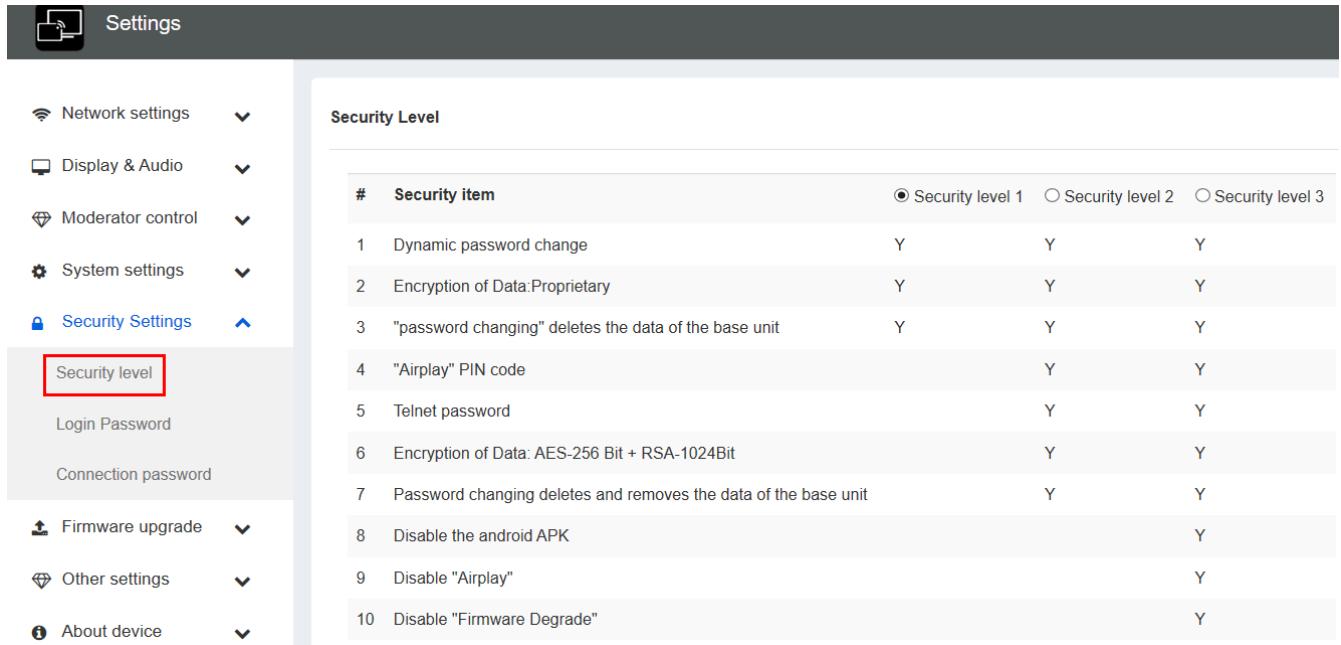 Settings
Network settings
Display & Audio
Moderator control
System settings
Security Settings
Security level
Login Password
Connection password
Firmware upgrade
Other settings
About device
Security Level
# Security item Security level 1 Security level 2 Security level 3
1 Dynamic password change Y Y Y
2 Encryption of Data:Proprietary Y Y Y
3 "password changing" deletes the data of the base unit Y Y Y
4 "Airplay" PIN code Y Y
5 Telnet password Y Y
6 Encryption of Data: AES-256 Bit + RSA-1024Bit Y Y
7 Password changing deletes and removes the data of the base unit Y Y
8 Disable the android APK Y
9 Disable "Airplay" Y
10 Disable "Firmware Degrade" Y